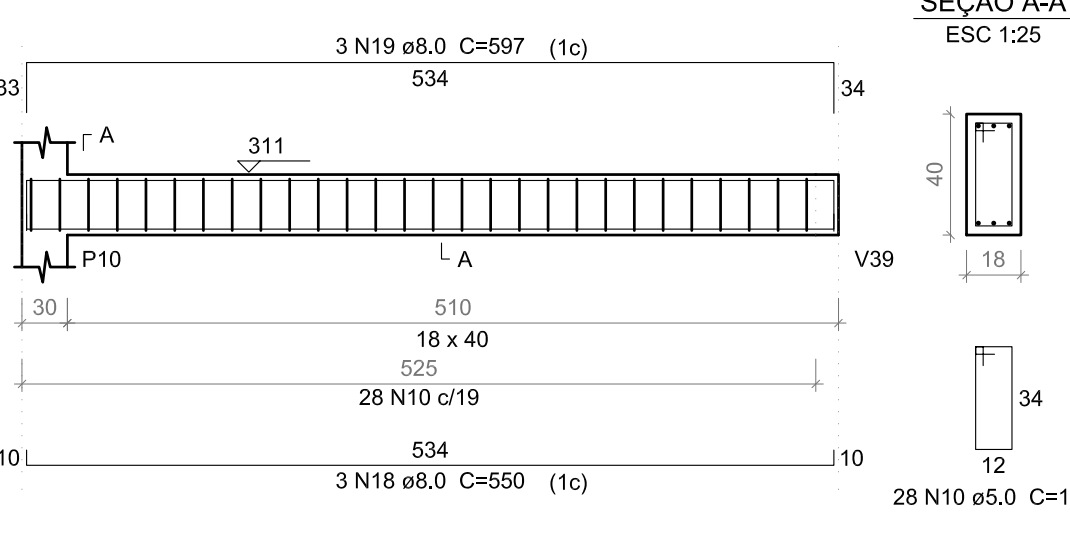 SEÇÃO A-A
ESC 1:25
3 N19 ø8.0 C=597 (1c)
534
33
34
A
311
40
A
P10
V39
18
30
510
18 x 40
525
28 N10 c/19
34
534
10
10
12
3 N18 ø8.0 C=550 (1c)
28 N10 ø5.0 C=1